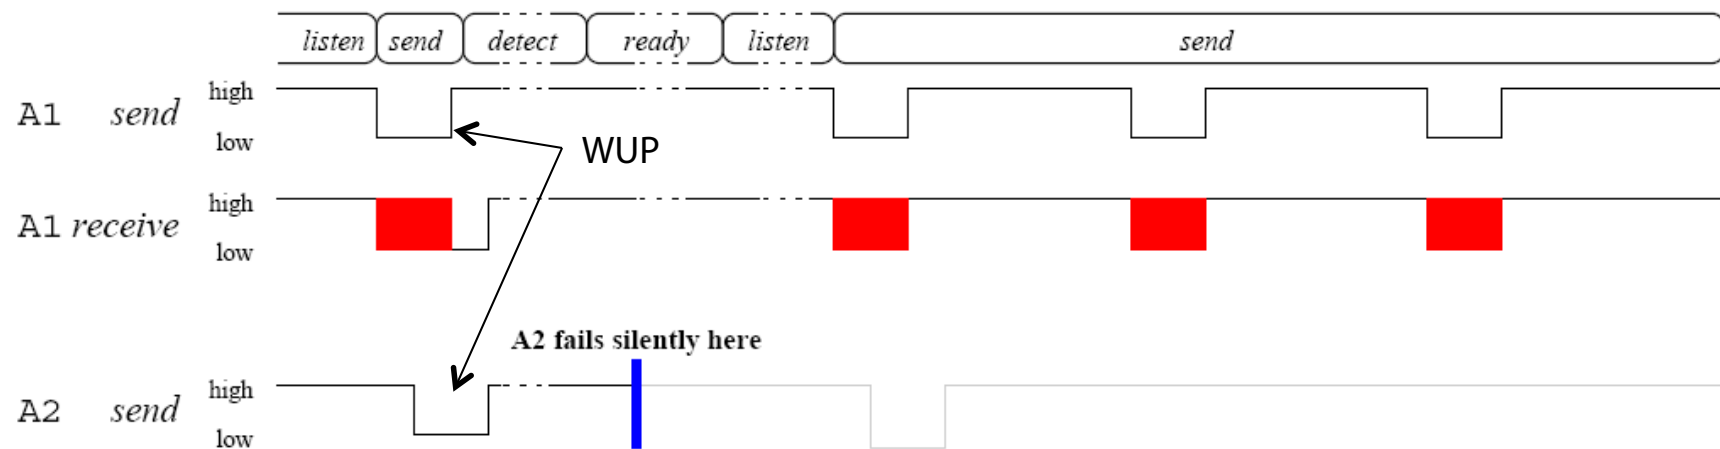 listen send detect ready listen send
high
A1 send
low
WUP
high
A1 receive
low
A2 fails silently here
high
A2 send
low